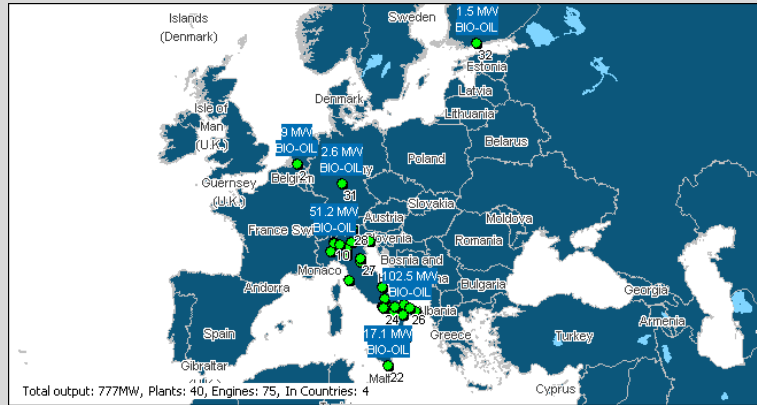 Islands
(Denmark)
Sweden
1.5 MW
BIO-OIL
32
Estonia
Latvia
Lithuania
Denmark
Isle of
Man
(U.K.)
Belarus
9 MW
BIO-OIL
2
2.6 MW
BIO-OIL
31
Poland
Guernsey
(U.K.)
Slovakia
51.2 MW
BIO-OIL
Austria
Moldova
France
28
Romania
10
Bosnia and
27
Monaco
102.5 MW
BIO-OIL
Bulgaria
Georgia
Andorra
Albania
Armenia
24
26
Spain
Greece
Turkey
17.1 MW
BIO-OIL
Gibraltar
22
Cyprus
Total output: 777MW, Plants: 40, Engines: 75, In Countries: 4